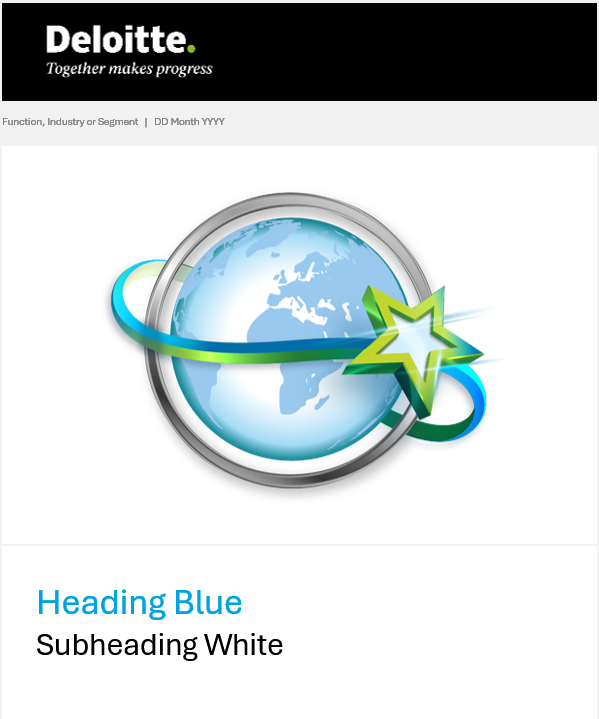 Deloitte.
Together makes progress
Function, Industry or Segment | DD Month YYYY
Heading Blue
Subheading White